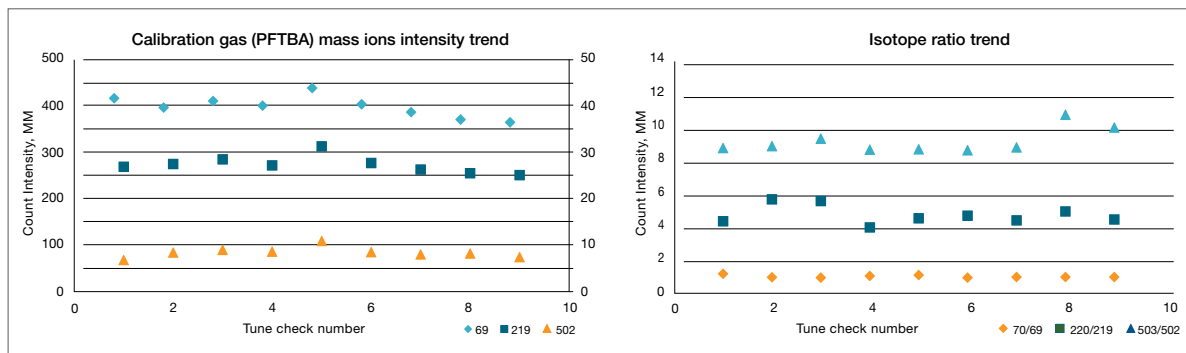 Calibration gas (PFTBA) mass ions intensity trend
500
400
300
200
100
0
50
40
30
20
10
0
Count Intensity, MM
0 2 4 6 8 10
Tune check number
69 219 502
Isotope ratio trend
14
12
10
8
6
4
2
0
Count Intensity, MM
0 2 4 6 8 10
Tune check number
70/69 220/219 503/502